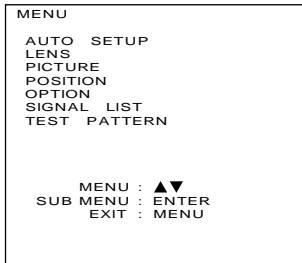 MENU
AUTO SETUP
LENS
PICTURE
POSITION
OPTION
SIGNAL LIST
TEST PATTERN
MENU : ▲▼
SUB MENU : ENTER
EXIT : MENU